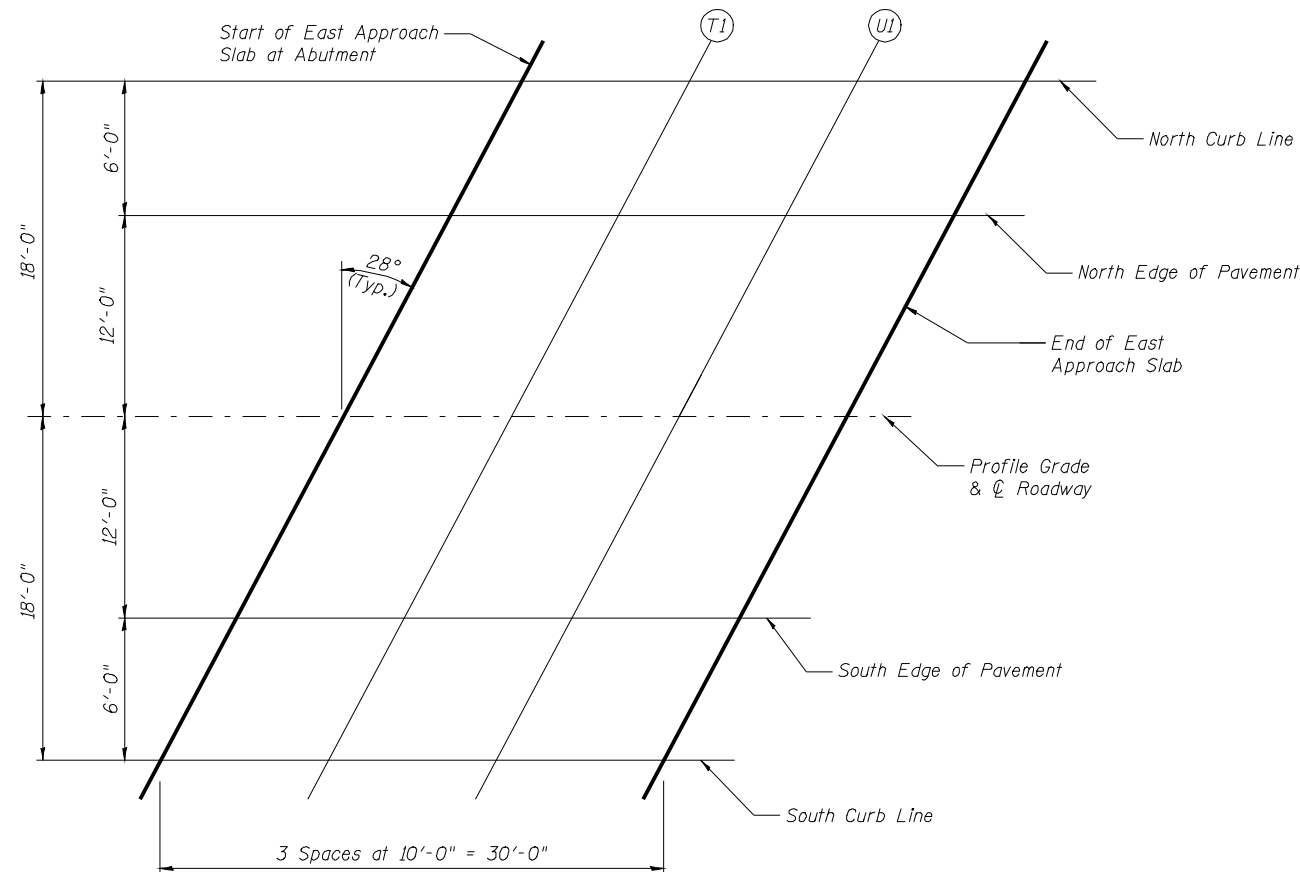 Start of East Approach
Slab at Abutment
T1
U1
North Curb Line
6'-0"
18'-0"
28°
(Typ.)
North Edge of Pavement
12'-0"
End of East
Approach Slab
Profile Grade
& ℄ Roadway
12'-0"
18'-0"
South Edge of Pavement
6'-0"
South Curb Line
3 Spaces at 10'-0" = 30'-0"